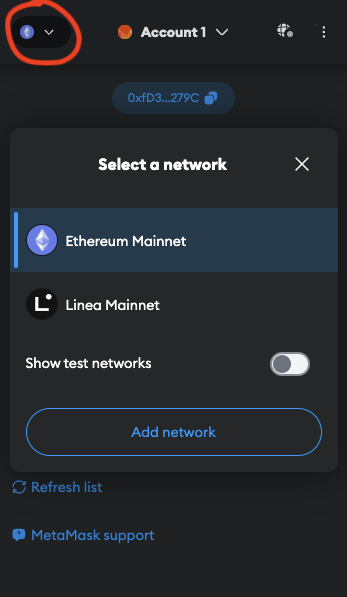 Account 1
0xfD3...279C
Select a network
Ethereum Mainnet
Linea Mainnet
Show test networks
Add network
Refresh list
MetaMask support